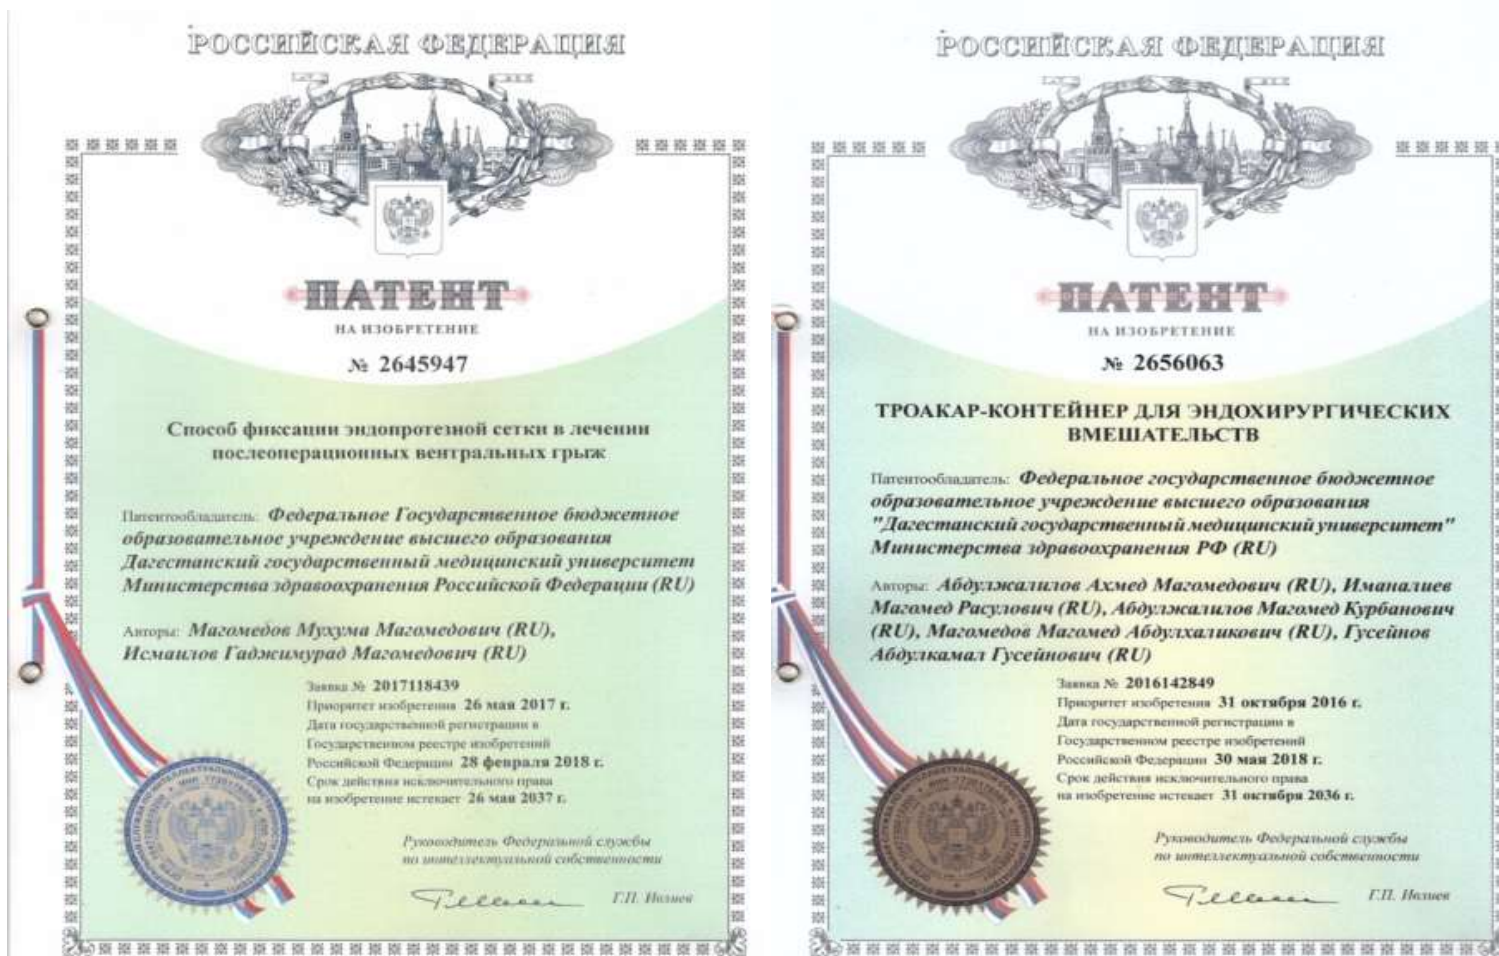 РОССИЙСКАЯ ФЕДЕРАЦИЯ
ПАТЕНТ
НА ИЗОБРЕТЕНИЕ
№ 2645947
Способ фиксации эндопротезной сетки в лечении
послеоперационных вентральных грыж
Патентообладатель: Федеральное Государственное бюджетное
образовательное учреждение высшего образования
Дагестанский государственный медицинский университет
Министерства здравоохранения Российской Федерации (RU)
Авторы: Магомедов Мухума Магомедович (RU),
Исмаилов Гаджимурад Магомедович (RU)
Заявка № 2017118439
Приоритет изобретения 26 мая 2017 г.
Дата государственной регистрации в
Государственном реестре изобретений
Российской Федерации 28 февраля 2018 г.
Срок действия исключительного права
на изобретение истекает 26 мая 2037 г.
Руководитель Федеральной службы
по интеллектуальной собственности
Г.П. Ивлиев
РОССИЙСКАЯ ФЕДЕРАЦИЯ
ПАТЕНТ
НА ИЗОБРЕТЕНИЕ
№ 2656063
ТРОАКАР-КОНТЕЙНЕР ДЛЯ ЭНДОХИРУРГИЧЕСКИХ
ВМЕШАТЕЛЬСТВ
Патентообладатель: Федеральное государственное бюджетное
образовательное учреждение высшего образования
"Дагестанский государственный медицинский университет"
Министерства здравоохранения РФ (RU)
Авторы: Абдулжалилов Ахмед Магомедович (RU), Иманалиев
Магомед Расулович (RU), Абдулжалилов Магомед Курбанович
(RU), Магомедов Магомед Абдулхаликович (RU), Гусейнов
Абдулкамал Гусейнович (RU)
Заявка № 2016142849
Приоритет изобретения 31 октября 2016 г.
Дата государственной регистрации в
Государственном реестре изобретений
Российской Федерации 30 мая 2018 г.
Срок действия исключительного права
на изобретение истекает 31 октября 2036 г.
Руководитель Федеральной службы
по интеллектуальной собственности
Г.П. Ивлиев